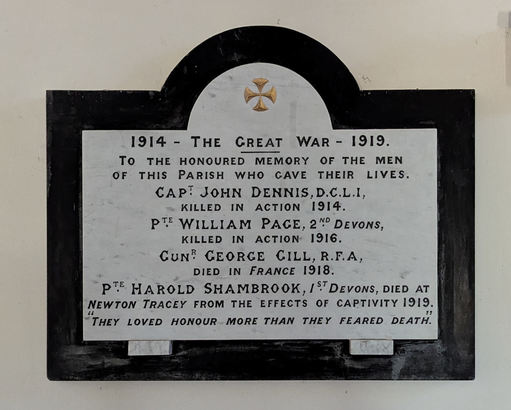 1914 - THE GREAT WAR - 1919.
TO THE HONOURED MEMORY OF THE MEN
OF THIS PARISH WHO GAVE THEIR LIVES.
CAPT JOHN DENNIS, D.C.L.I,
KILLED IN ACTION 1914.
PTE WILLIAM PAGE, 2ND DEVONS,
KILLED IN ACTION 1916.
GUNR GEORGE GILL, R.F.A,
DIED IN FRANCE 1918.
PTE HAROLD SHAMBROOK, 1ST DEVONS, DIED AT
NEWTON TRACEY FROM THE EFFECTS OF CAPTIVITY 1919.
"THEY LOVED HONOUR MORE THAN THEY FEARED DEATH."